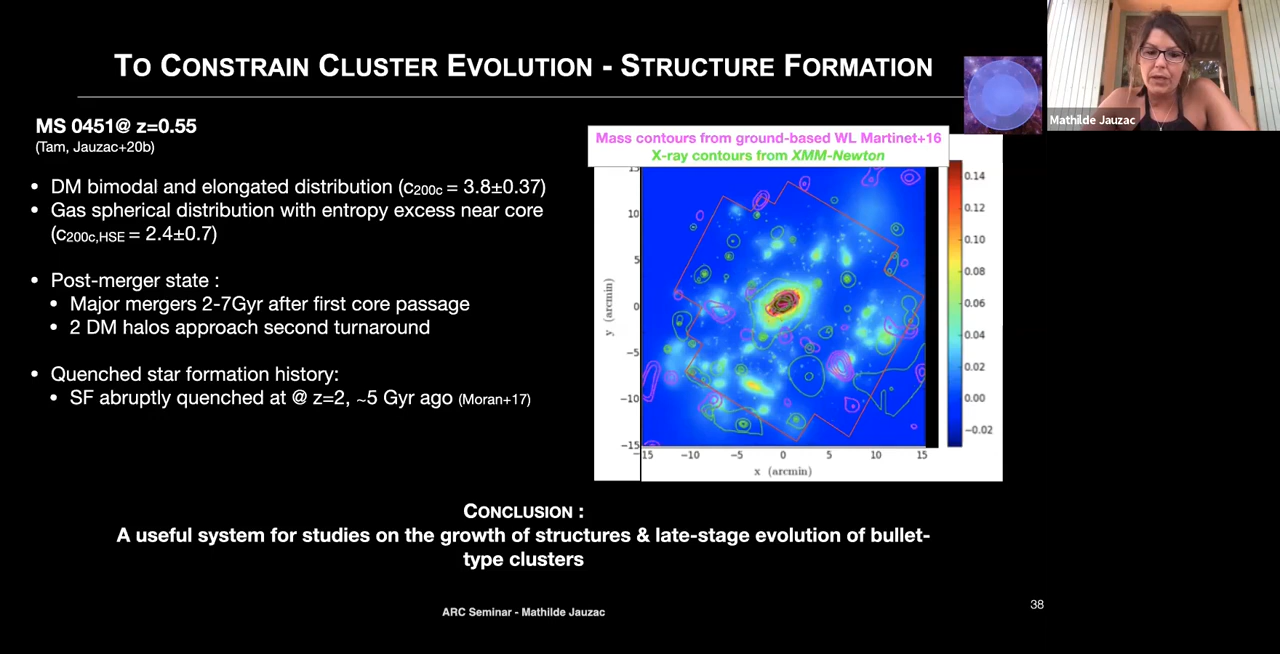 TO CONSTRAIN CLUSTER EVOLUTION - STRUCTURE FORMATION
Mathilde Jauzac
MS 0451@ z=0.55
(Tam, Jauzac+20b)
• DM bimodal and elongated distribution (c200c = 3.8±0.37)
• Gas spherical distribution with entropy excess near core
(c200c,HSE = 2.4±0.7)
• Post-merger state :
• Major mergers 2-7Gyr after first core passage
• 2 DM halos approach second turnaround
• Quenched star formation history:
• SF abruptly quenched at @ z=2, ~5 Gyr ago (Moran+17)
Mass contours from ground-based WL Martinet+16
X-ray contours from XMM-Newton
15
10
5
0
−5
−10
−15
y (arcmin)
−15 −10 −5 0 5 10 15
x (arcmin)
0.14
0.12
0.10
0.08
0.06
0.04
0.02
0.00
−0.02
CONCLUSION :
A useful system for studies on the growth of structures & late-stage evolution of bullet-
type clusters
ARC Seminar - Mathilde Jauzac
38